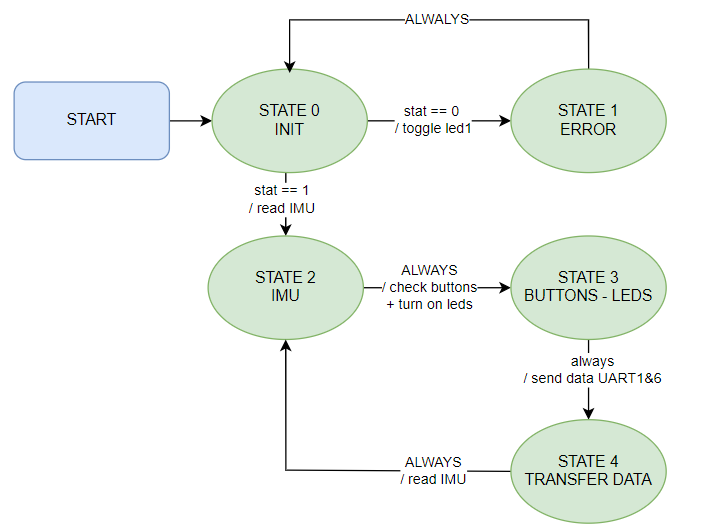 ALWALYS
START
STATE 0
INIT
stat == 0
/ toggle led1
STATE 1
ERROR
stat == 1
/ read IMU
STATE 2
IMU
ALWAYS
/ check buttons
+ turn on leds
STATE 3
BUTTONS - LEDS
always
/ send data UART1&6
ALWAYS
/ read IMU
STATE 4
TRANSFER DATA